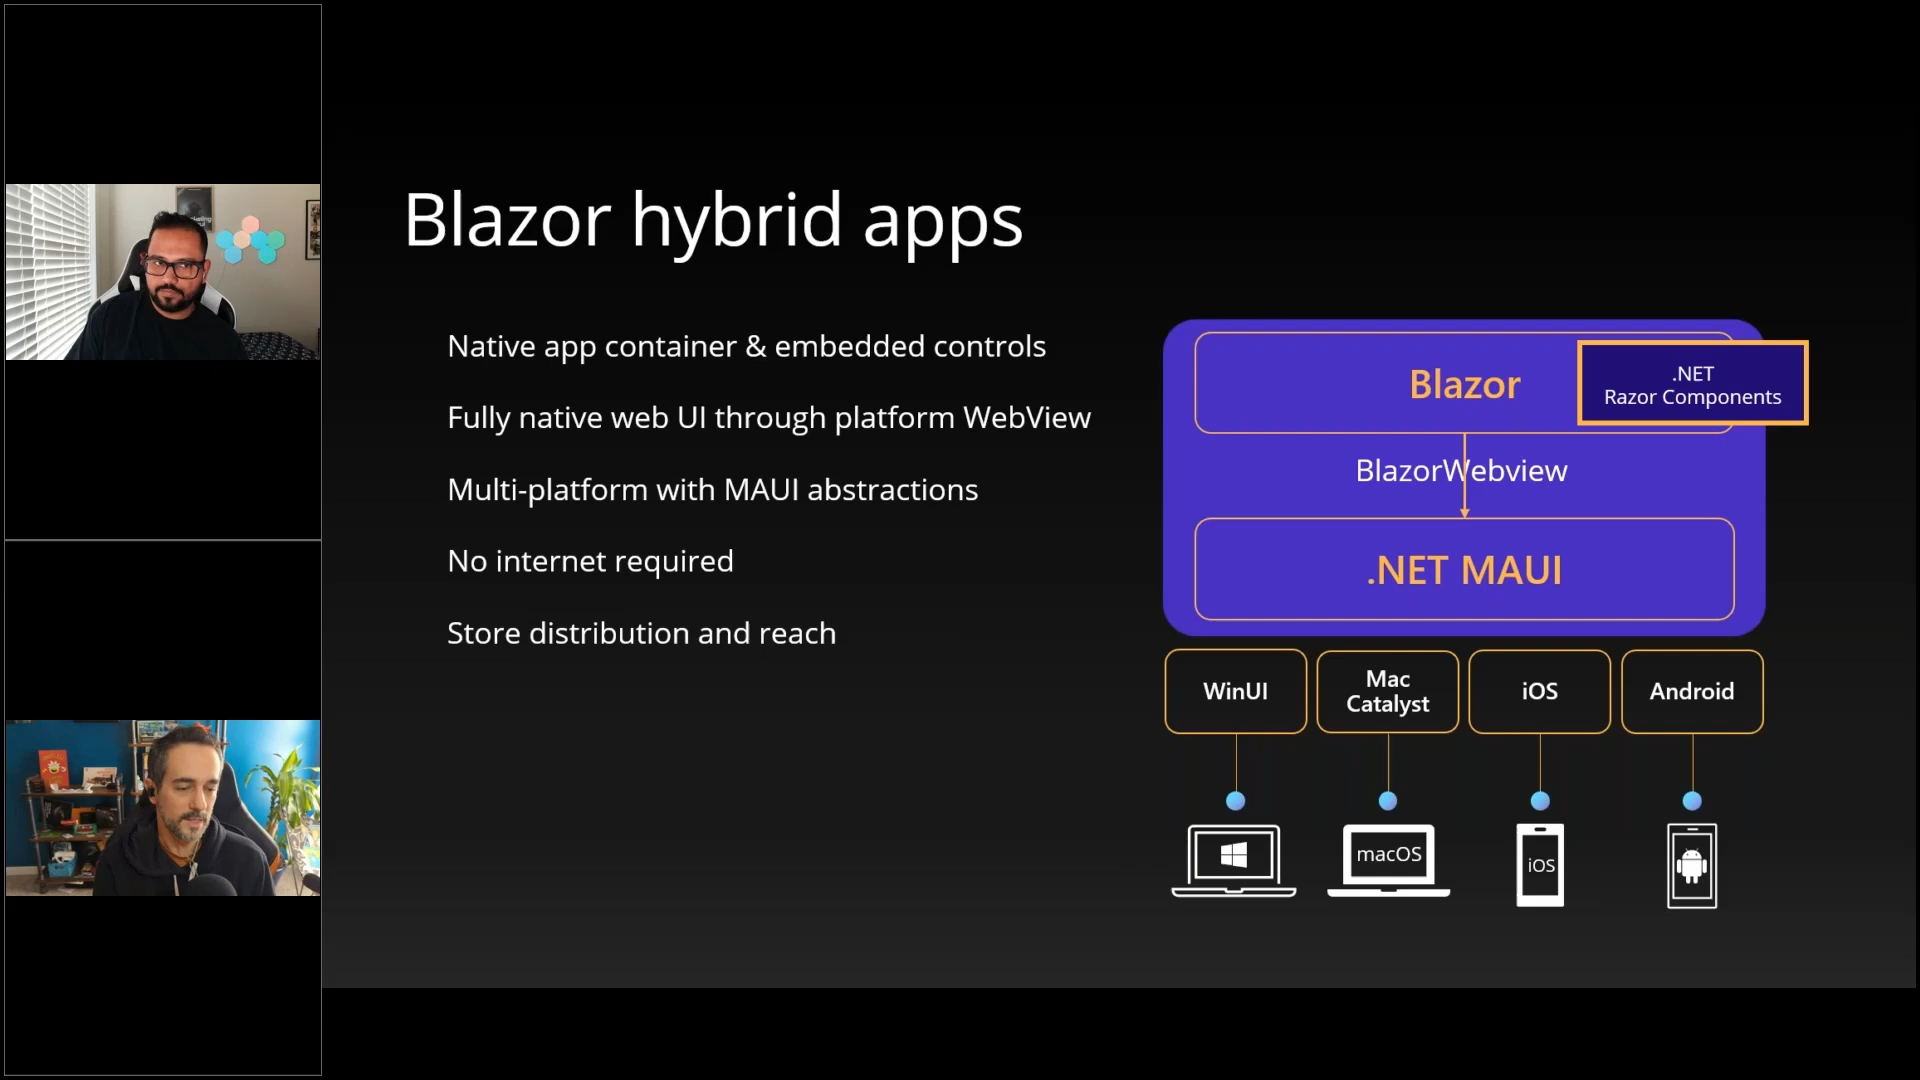 Blazor hybrid apps
Native app container & embedded controls
Fully native web UI through platform WebView
Multi-platform with MAUI abstractions
No internet required
Store distribution and reach
Blazor
.NET
Razor Components
BlazorWebview
.NET MAUI
WinUI
Mac
Catalyst
iOS
Android
macOS
iOS